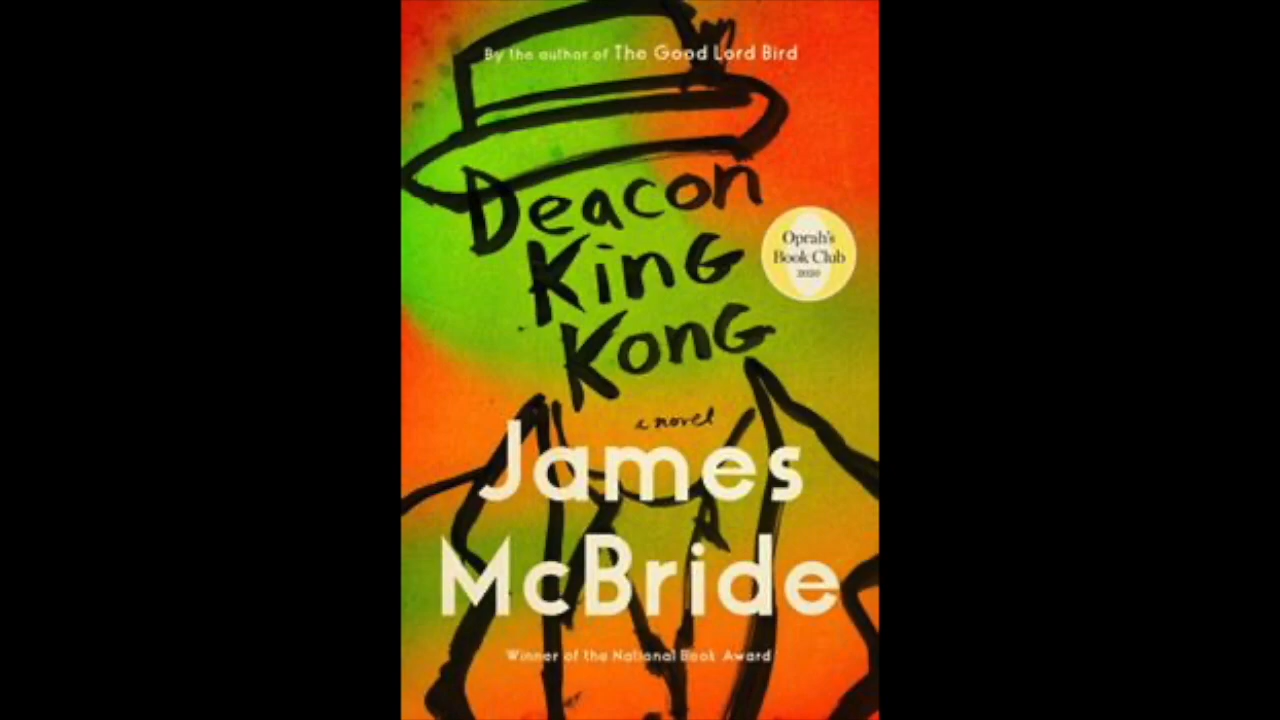 By the author of The Good Lord Bird
Deacon
King
Kong
Oprah's
Book Club
2020
a novel
James
McBride
Winner of the National Book Award